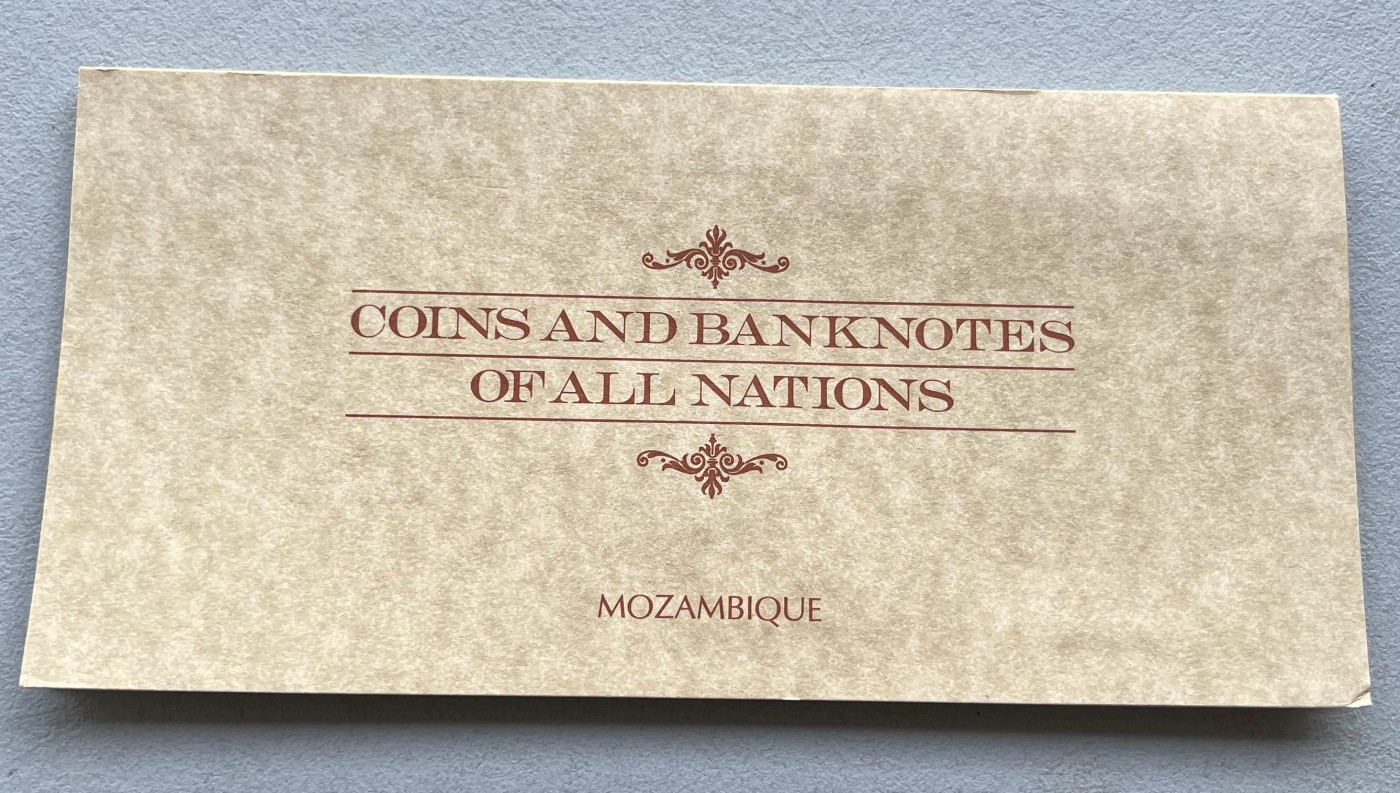 COINS AND BANKNOTES
OF ALL NATIONS
MOZAMBIQUE